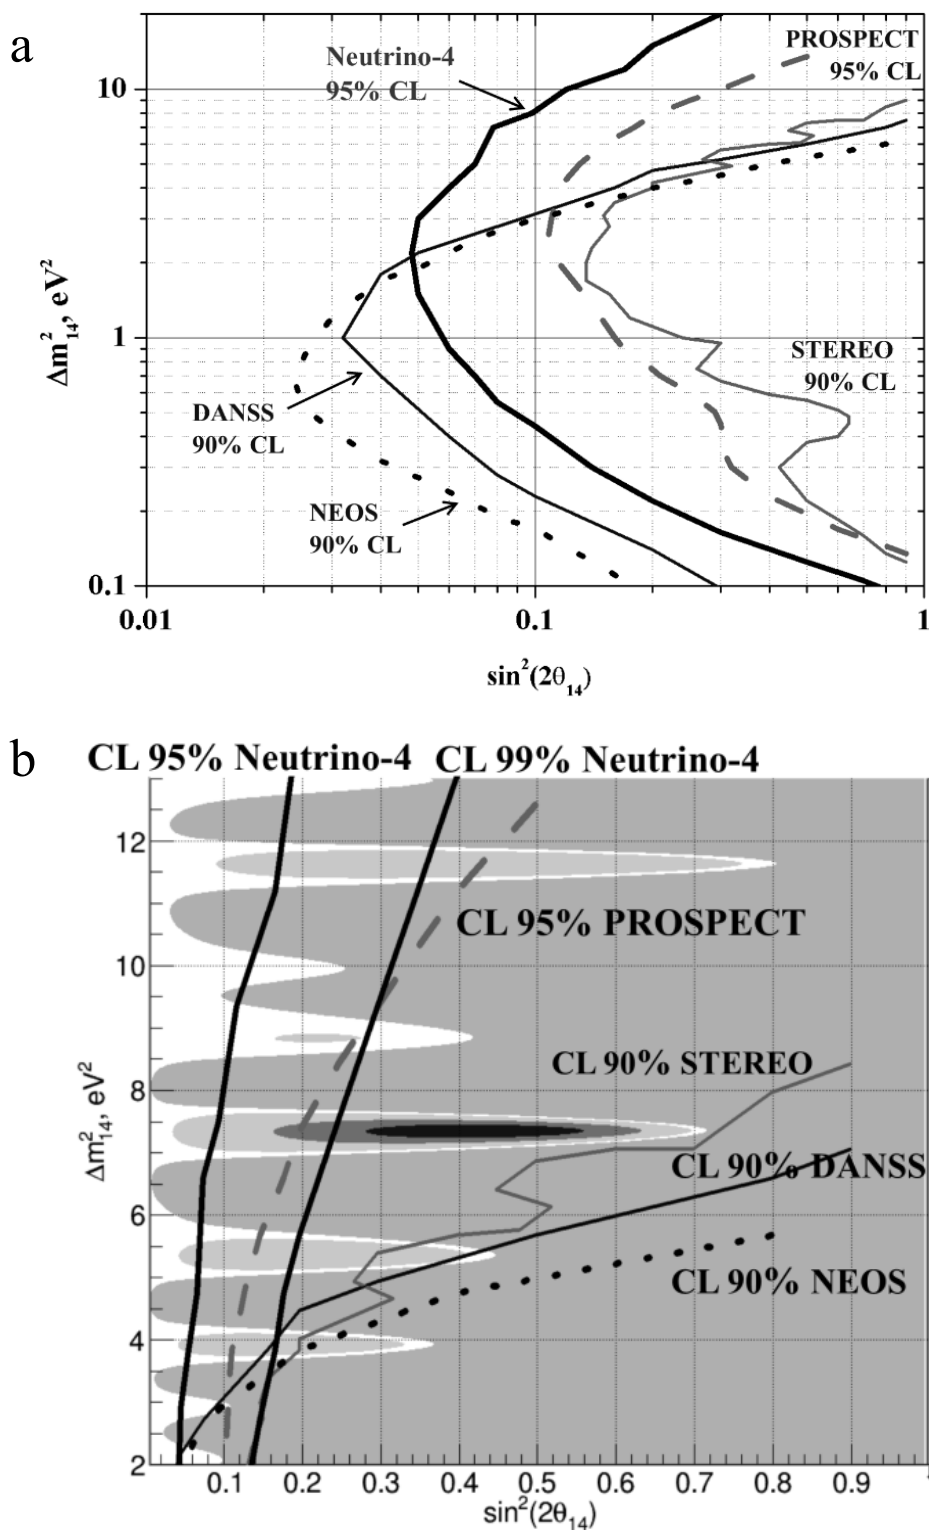 a
Neutrino-4
95% CL
PROSPECT
95% CL
10
1
0.1
Δm²₁₄, eV²
STEREO
90% CL
DANSS
90% CL
NEOS
90% CL
0.01
0.1
1
sin²(2θ₁₄)
b
CL 95% Neutrino-4 CL 99% Neutrino-4
12
10
8
6
4
2
Δm²₁₄, eV²
CL 95% PROSPECT
CL 90% STEREO
CL 90% DANSS
CL 90% NEOS
0.1 0.2 0.3 0.4 0.5 0.6 0.7 0.8 0.9
sin²(2θ₁₄)